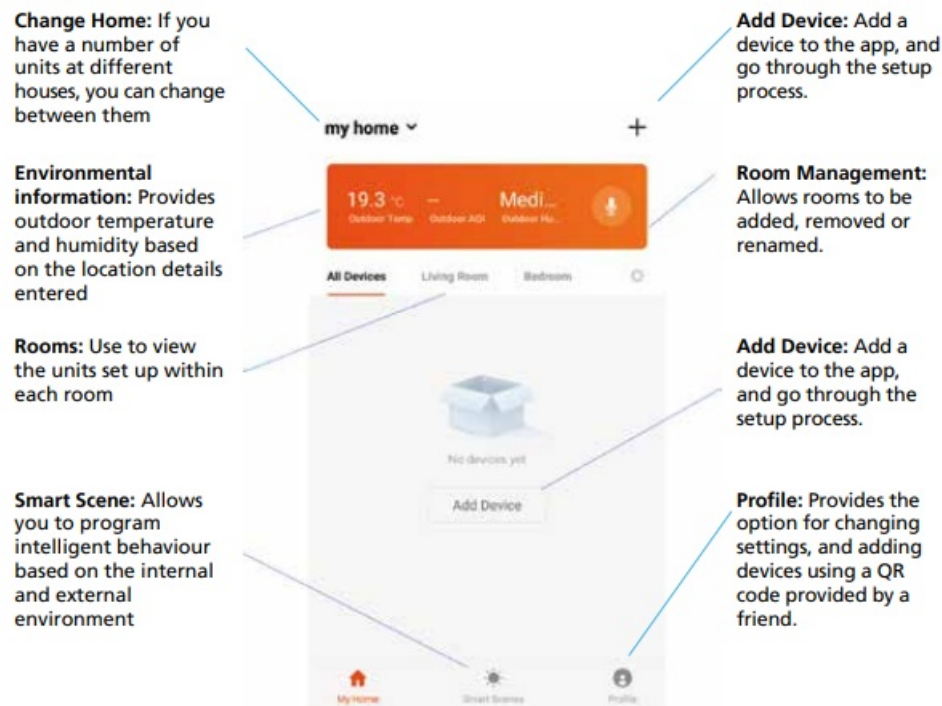 Change Home: If you
have a number of
units at different
houses, you can change
between them
Environmental
information: Provides
outdoor temperature
and humidity based
on the location details
entered
Rooms: Use to view
the units set up within
each room
Smart Scene: Allows
you to program
intelligent behaviour
based on the internal
and external
environment
my home
19.3 °C -- Medi...
Outdoor Temp Outdoor AQI Outdoor Hu...
All Devices Living Room Bedroom
No devices yet
Add Device
My Home Smart Scenes Profile
Add Device: Add a
device to the app, and
go through the setup
process.
Room Management:
Allows rooms to be
added, removed or
renamed.
Add Device: Add a
device to the app,
and go through the
setup process.
Profile: Provides the
option for changing
settings, and adding
devices using a QR
code provided by a
friend.